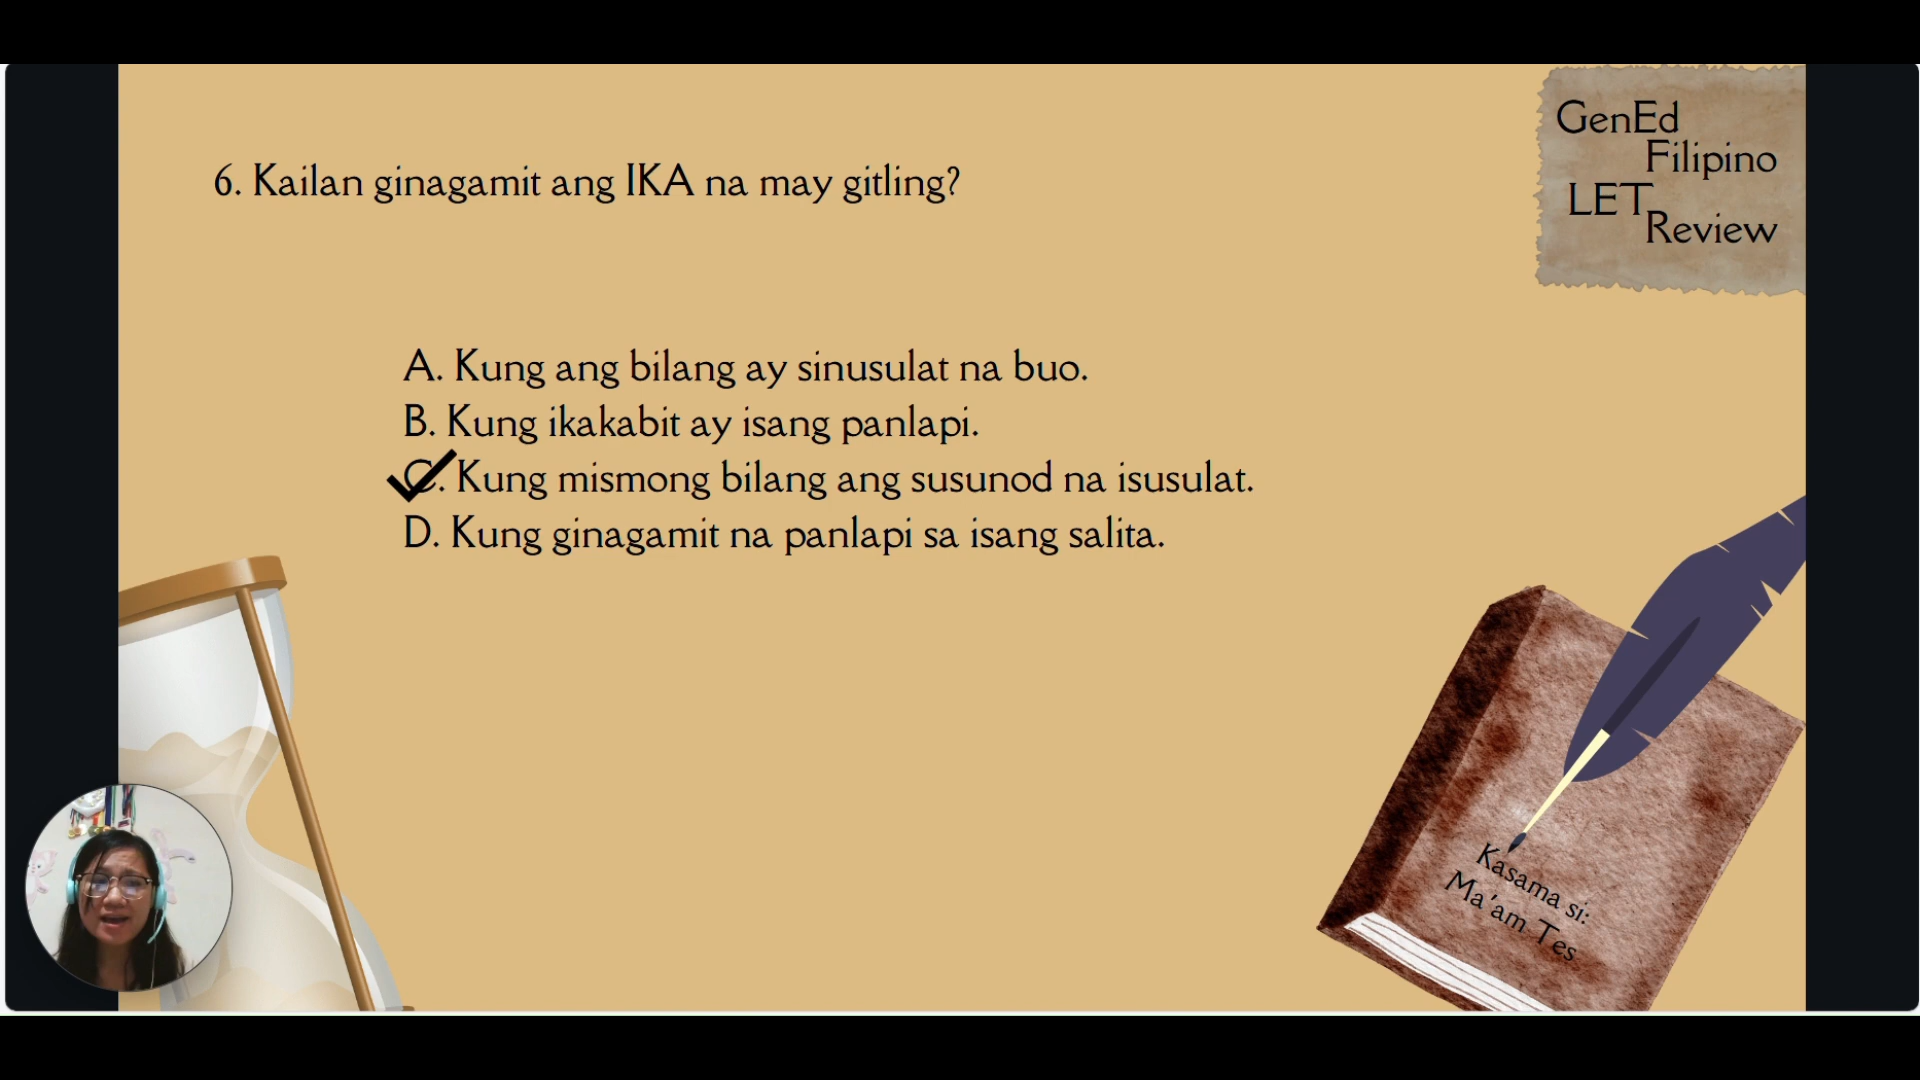 GenEd
Filipino
LET
Review
6. Kailan ginagamit ang IKA na may gitling?
A. Kung ang bilang ay sinusulat na buo.
B. Kung ikakabit ay isang panlapi.
C. Kung mismong bilang ang susunod na isusulat.
D. Kung ginagamit na panlapi sa isang salita.
Kasama si:
Ma'am Tes